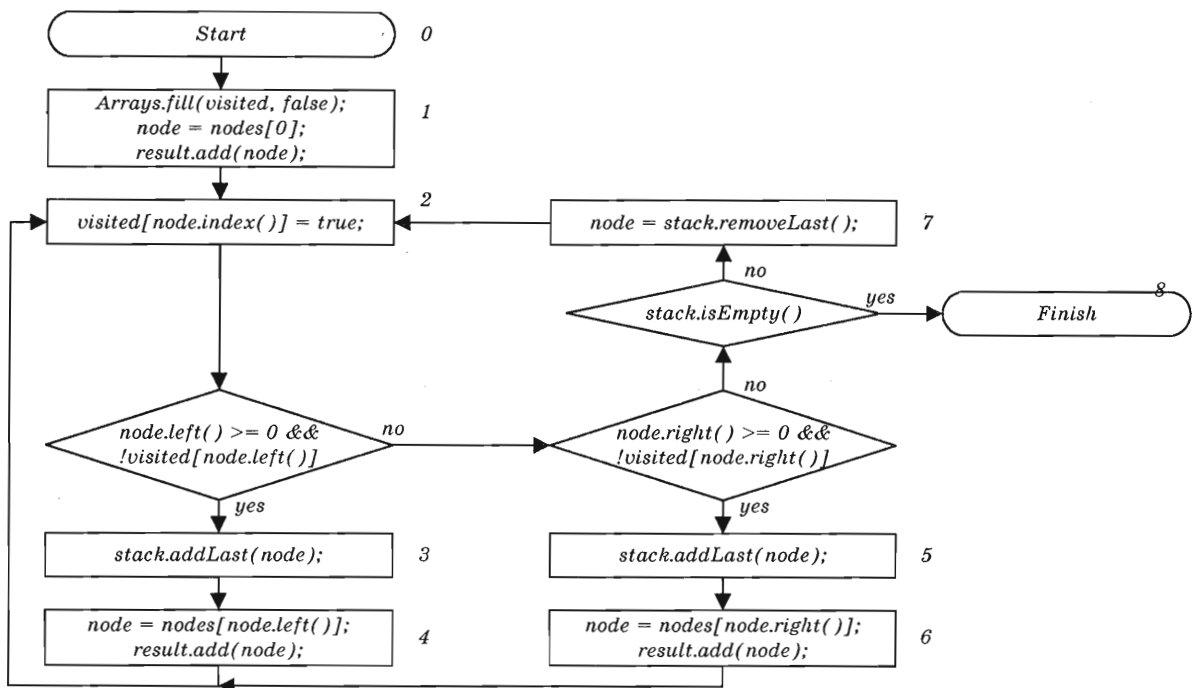 Start
0
Arrays.fill(visited, false);
node = nodes[0];
result.add(node);
1
visited[node.index()] = true;
2
node = stack.removeLast();
7
no
stack.isEmpty()
yes
Finish
8
no
node.left() >= 0 &&
!visited[node.left()]
no
node.right() >= 0 &&
!visited[node.right()]
yes
yes
stack.addLast(node);
3
stack.addLast(node);
5
node = nodes[node.left()];
result.add(node);
4
node = nodes[node.right()];
result.add(node);
6